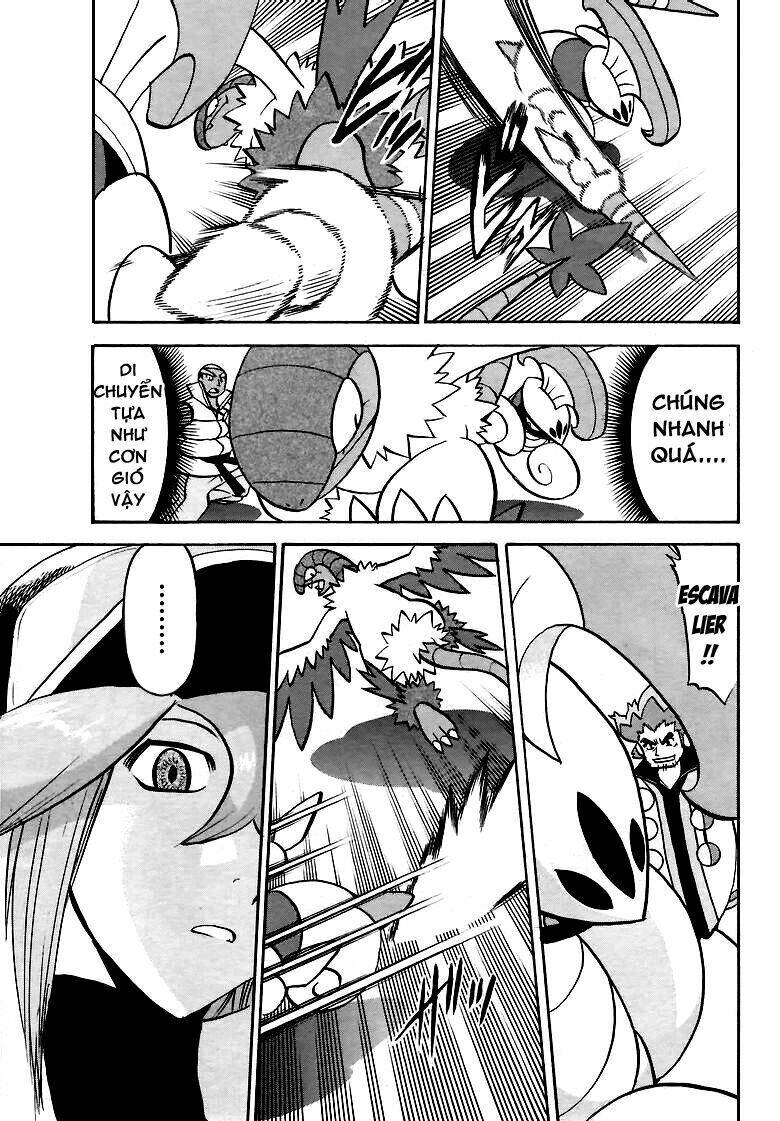 CHÚNG
NHANH
QUÁ....
DI
CHUYỂN
TỰA
NHƯ
CƠN
GIÓ
VẬY
ESCAVA
LIER
!!
........